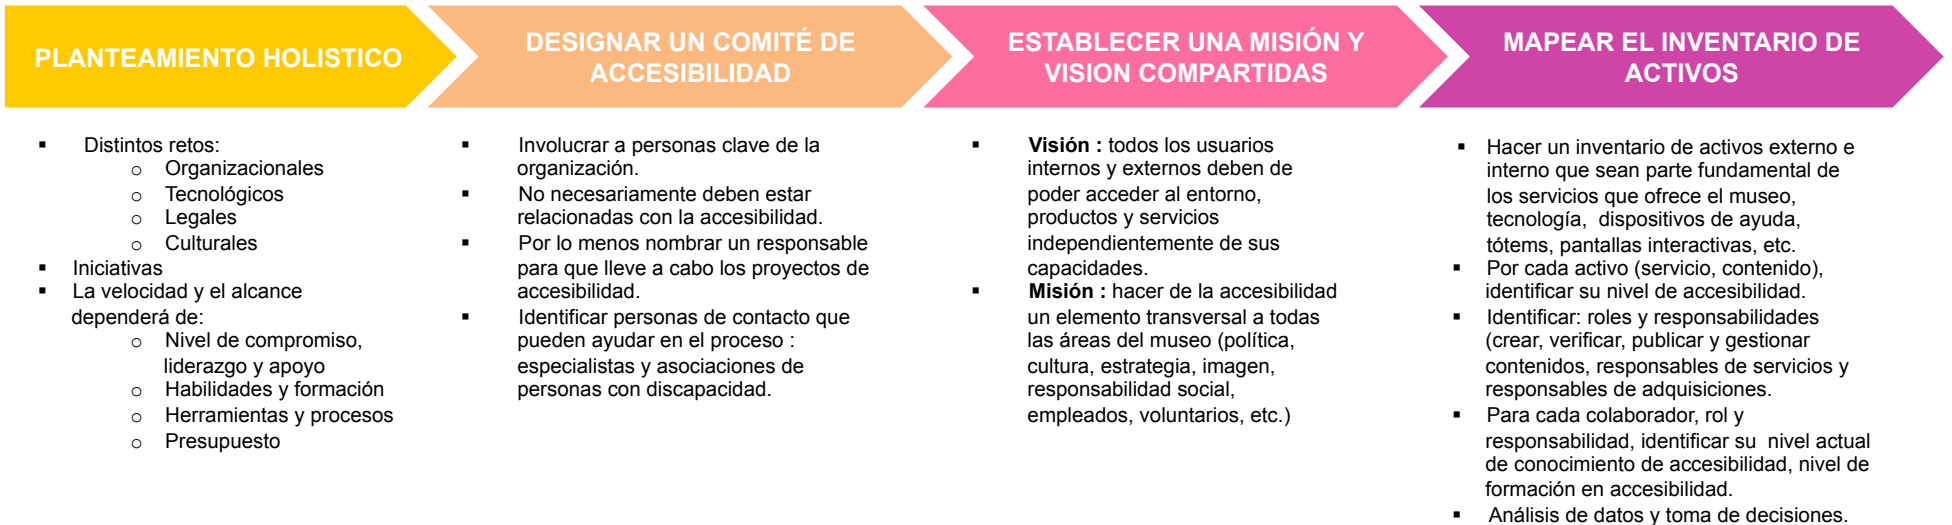 PLANTEAMIENTO HOLISTICO
▪ Distintos retos:
o Organizacionales
o Tecnológicos
o Legales
o Culturales
▪ Iniciativas
▪ La velocidad y el alcance
dependerá de:
o Nivel de compromiso,
liderazgo y apoyo
o Habilidades y formación
o Herramientas y procesos
o Presupuesto
DESIGNAR UN COMITÉ DE
ACCESIBILIDAD
▪ Involucrar a personas clave de la
organización.
▪ No necesariamente deben estar
relacionadas con la accesibilidad.
▪ Por lo menos nombrar un responsable
para que lleve a cabo los proyectos de
accesibilidad.
▪ Identificar personas de contacto que
pueden ayudar en el proceso :
especialistas y asociaciones de
personas con discapacidad.
ESTABLECER UNA MISIÓN Y
VISION COMPARTIDAS
▪ Visión : todos los usuarios
internos y externos deben de
poder acceder al entorno,
productos y servicios
independientemente de sus
capacidades.
▪ Misión : hacer de la accesibilidad
un elemento transversal a todas
las áreas del museo (política,
cultura, estrategia, imagen,
responsabilidad social,
empleados, voluntarios, etc.)
MAPEAR EL INVENTARIO DE
ACTIVOS
▪ Hacer un inventario de activos externo e
interno que sean parte fundamental de
los servicios que ofrece el museo,
tecnología, dispositivos de ayuda,
tótems, pantallas interactivas, etc.
▪ Por cada activo (servicio, contenido),
identificar su nivel de accesibilidad.
▪ Identificar: roles y responsabilidades
(crear, verificar, publicar y gestionar
contenidos, responsables de servicios y
responsables de adquisiciones.
▪ Para cada colaborador, rol y
responsabilidad, identificar su nivel actual
de conocimiento de accesibilidad, nivel de
formación en accesibilidad.
▪ Análisis de datos y toma de decisiones.